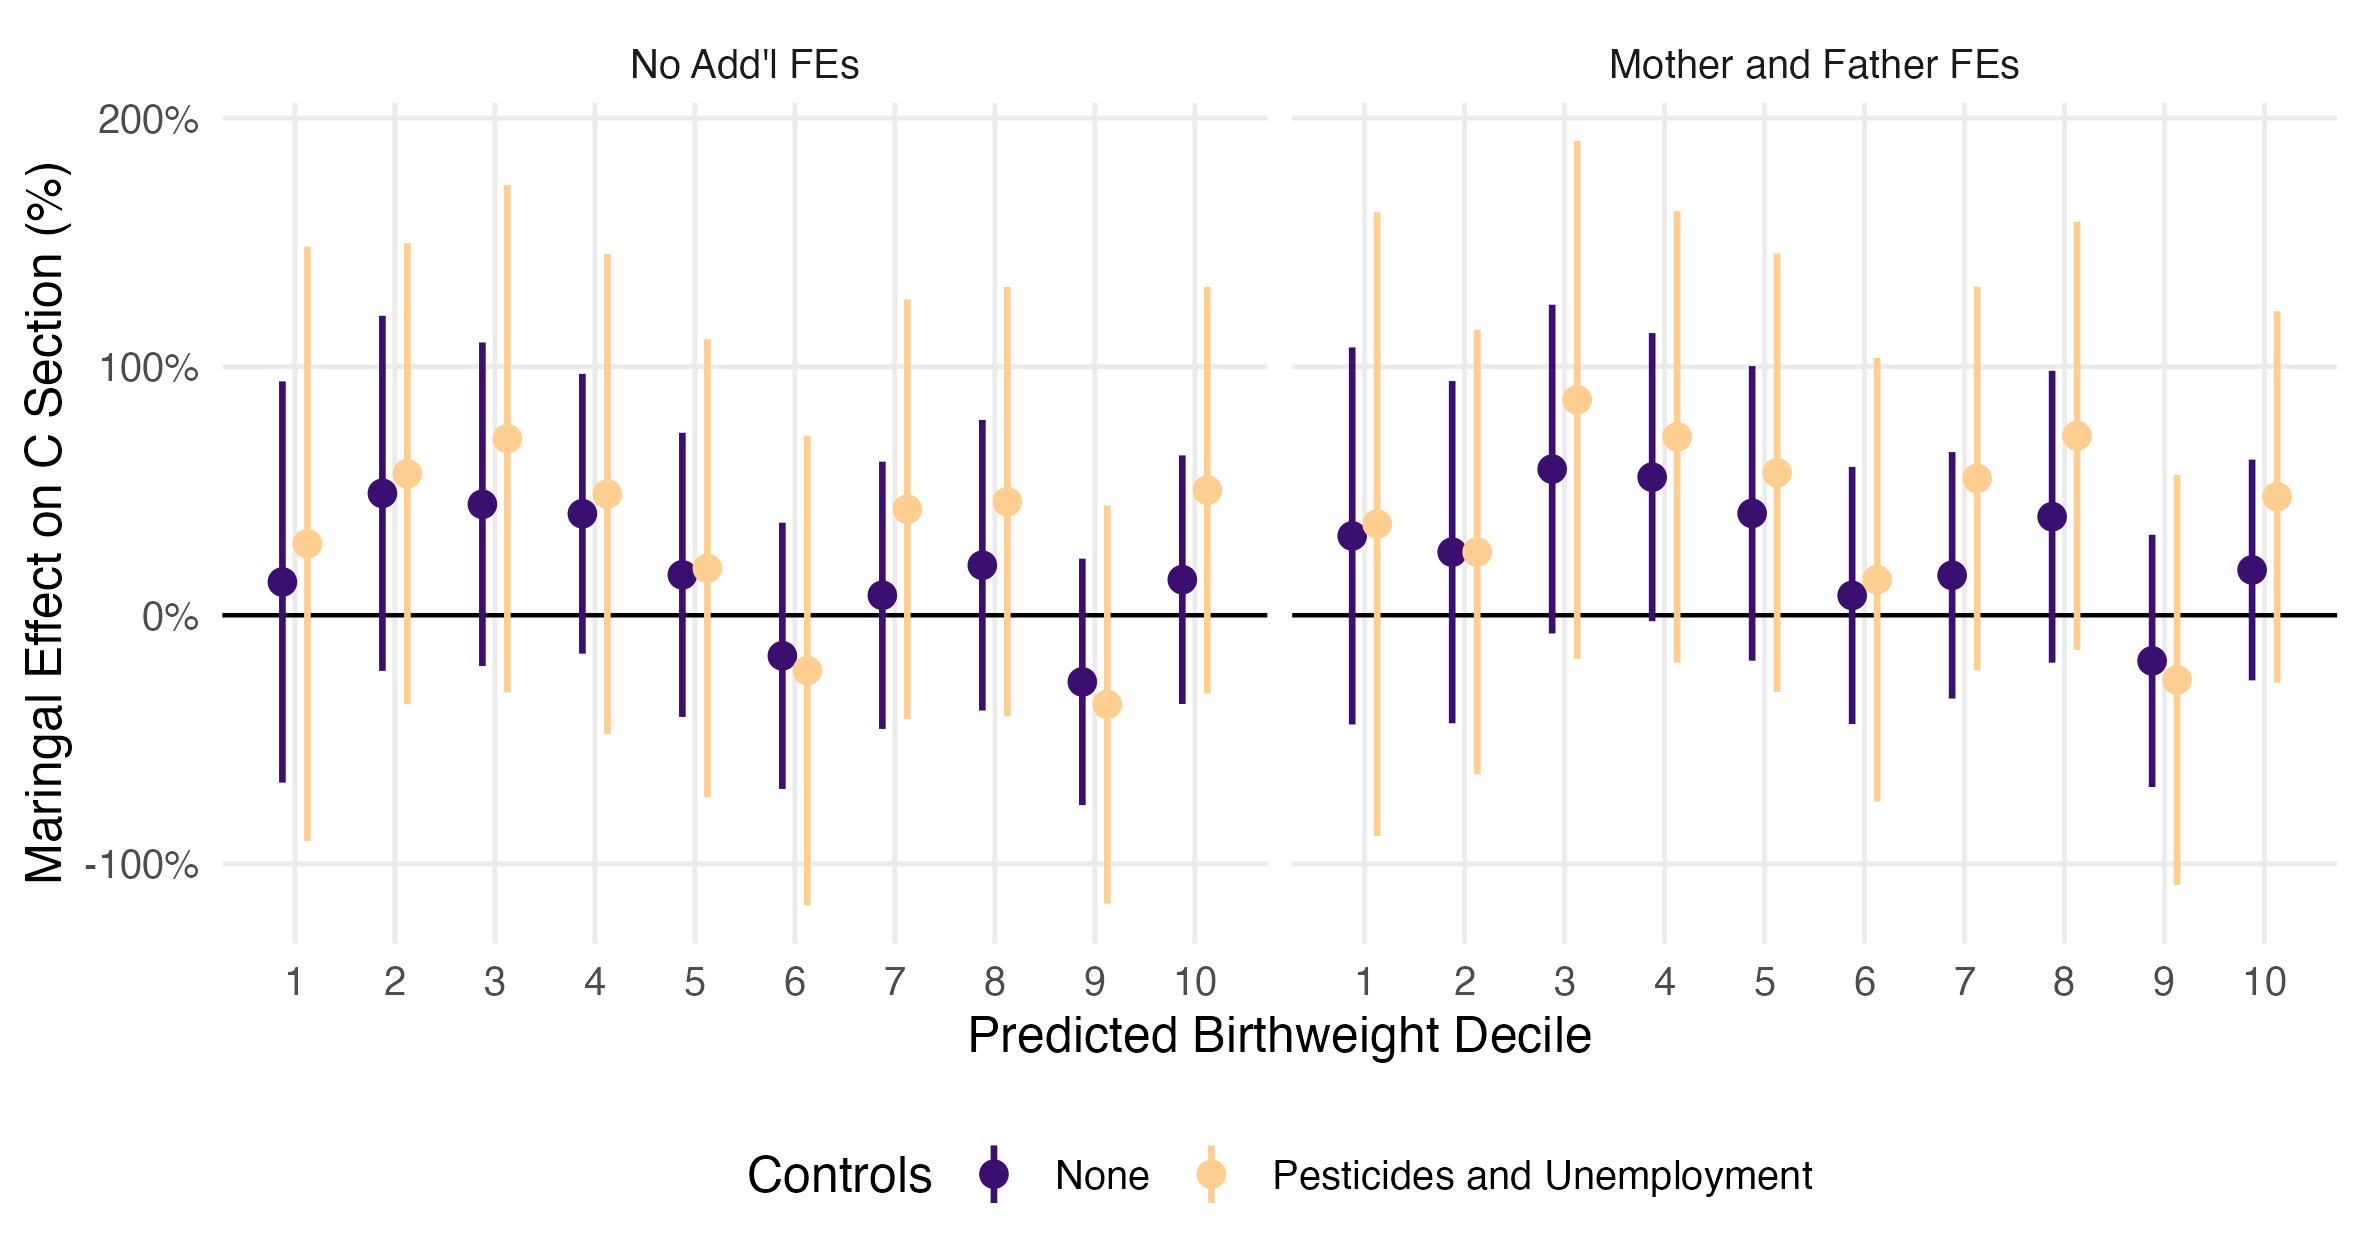 No Add'l FEs
Mother and Father FEs
Maringal Effect on C Section (%)
200%
100%
0%
-100%
1 2 3 4 5 6 7 8 9 10
1 2 3 4 5 6 7 8 9 10
Predicted Birthweight Decile
Controls None Pesticides and Unemployment